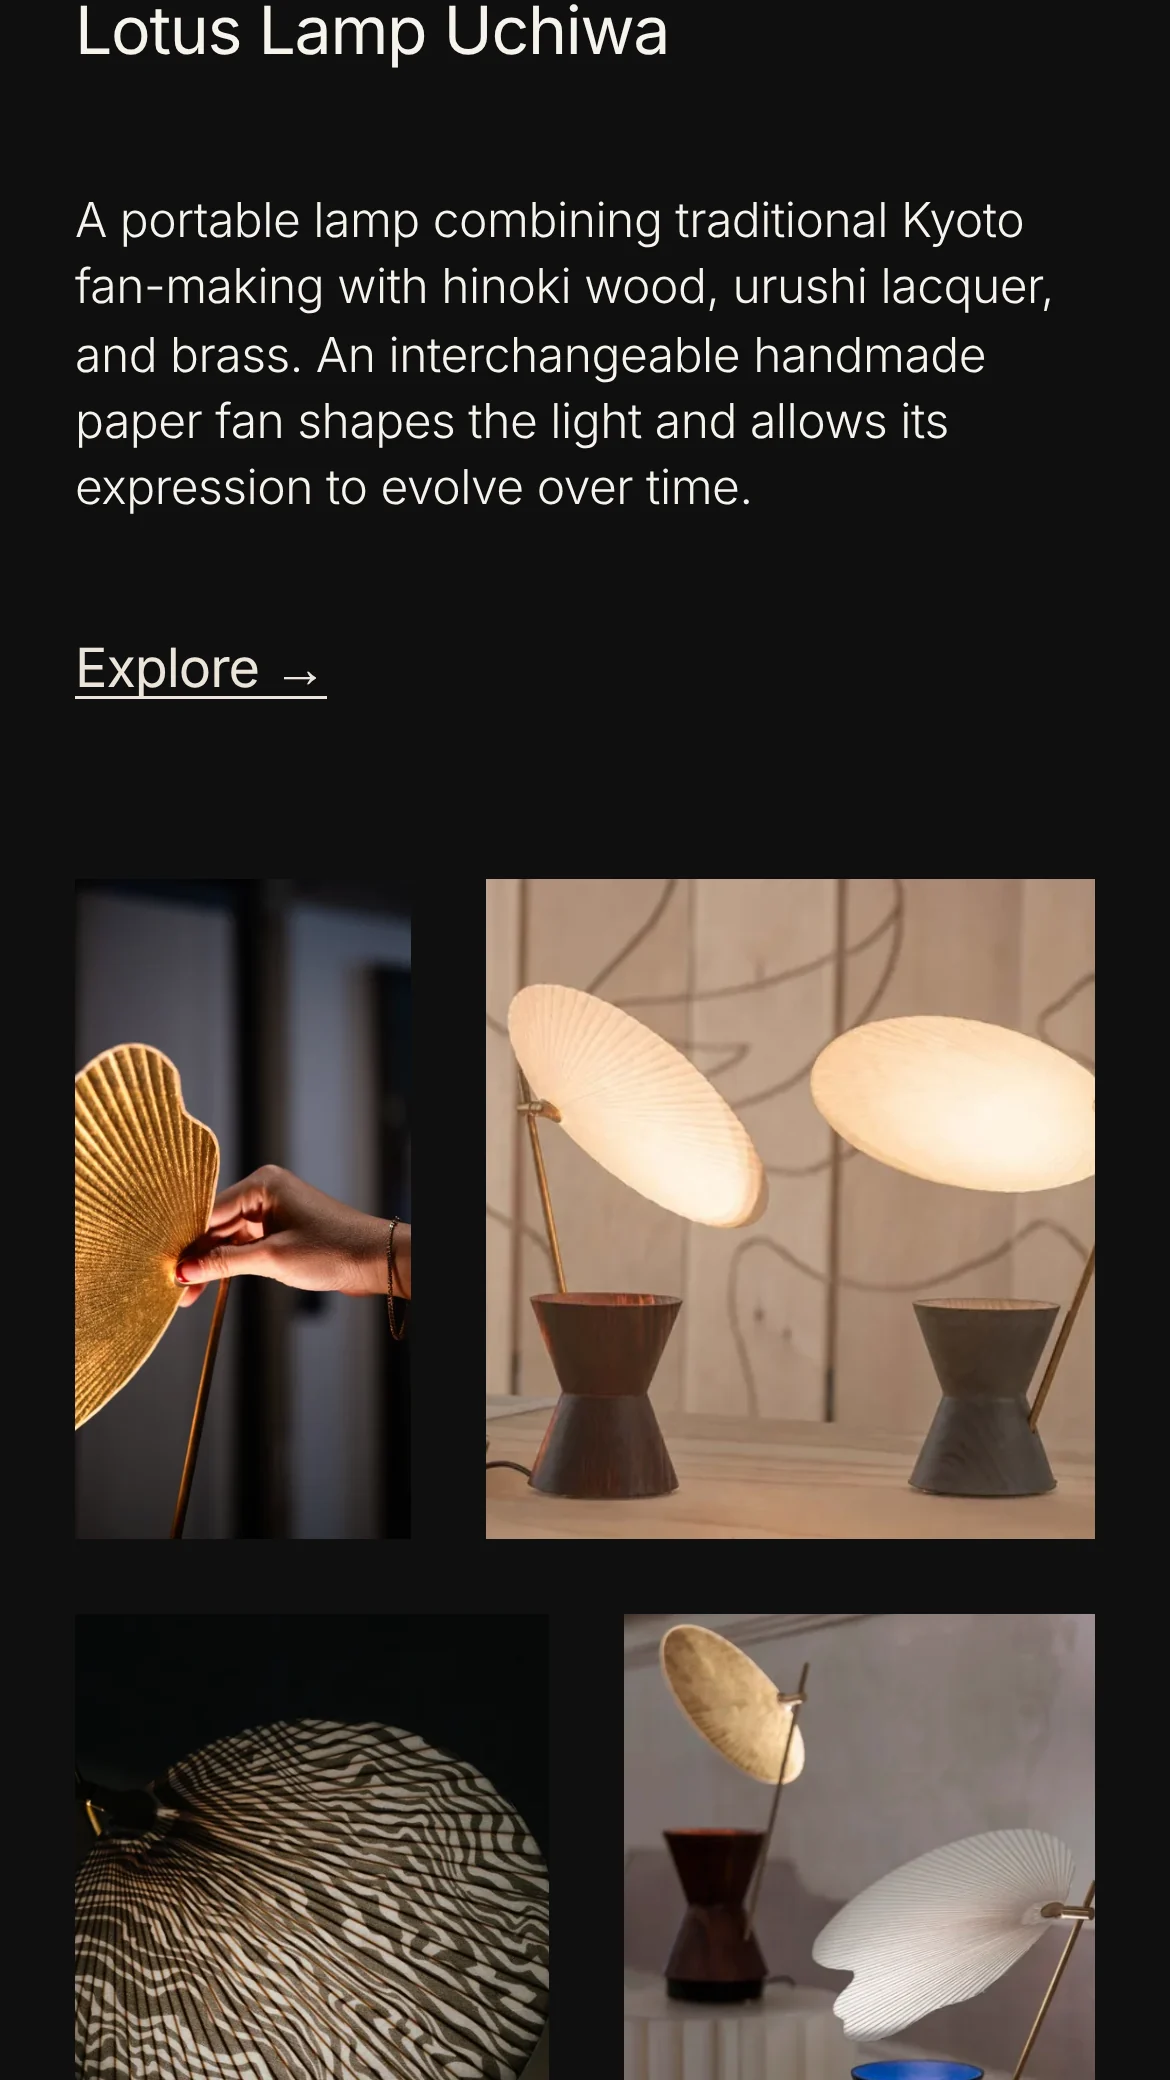 Lotus Lamp Uchiwa
A portable lamp combining traditional Kyoto
fan-making with hinoki wood, urushi lacquer,
and brass. An interchangeable handmade
paper fan shapes the light and allows its
expression to evolve over time.
Explore →